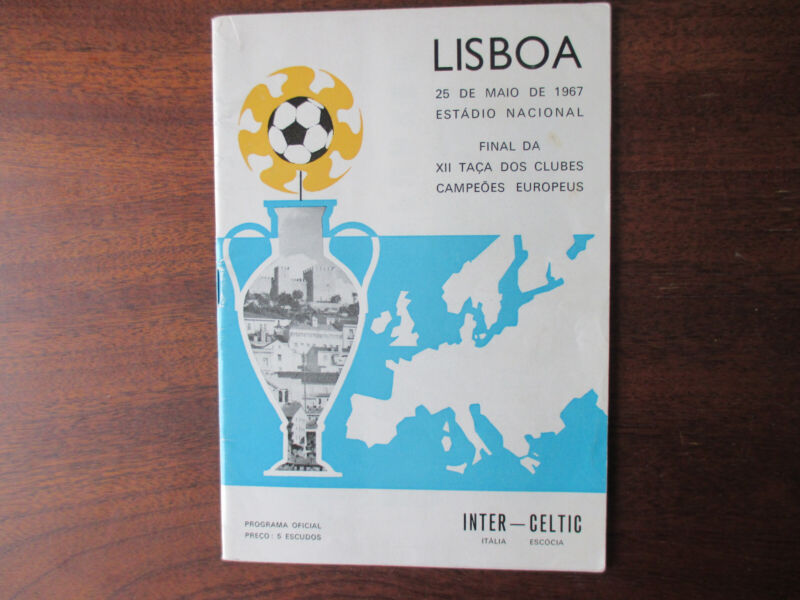 LISBOA
25 DE MAIO DE 1967
ESTÁDIO NACIONAL
FINAL DA
XII TAÇA DOS CLUBES
CAMPEÕES EUROPEUS
PROGRAMA OFICIAL
PREÇO: 5 ESCUDOS
INTER — CELTIC
ITÁLIA ESCÓCIA